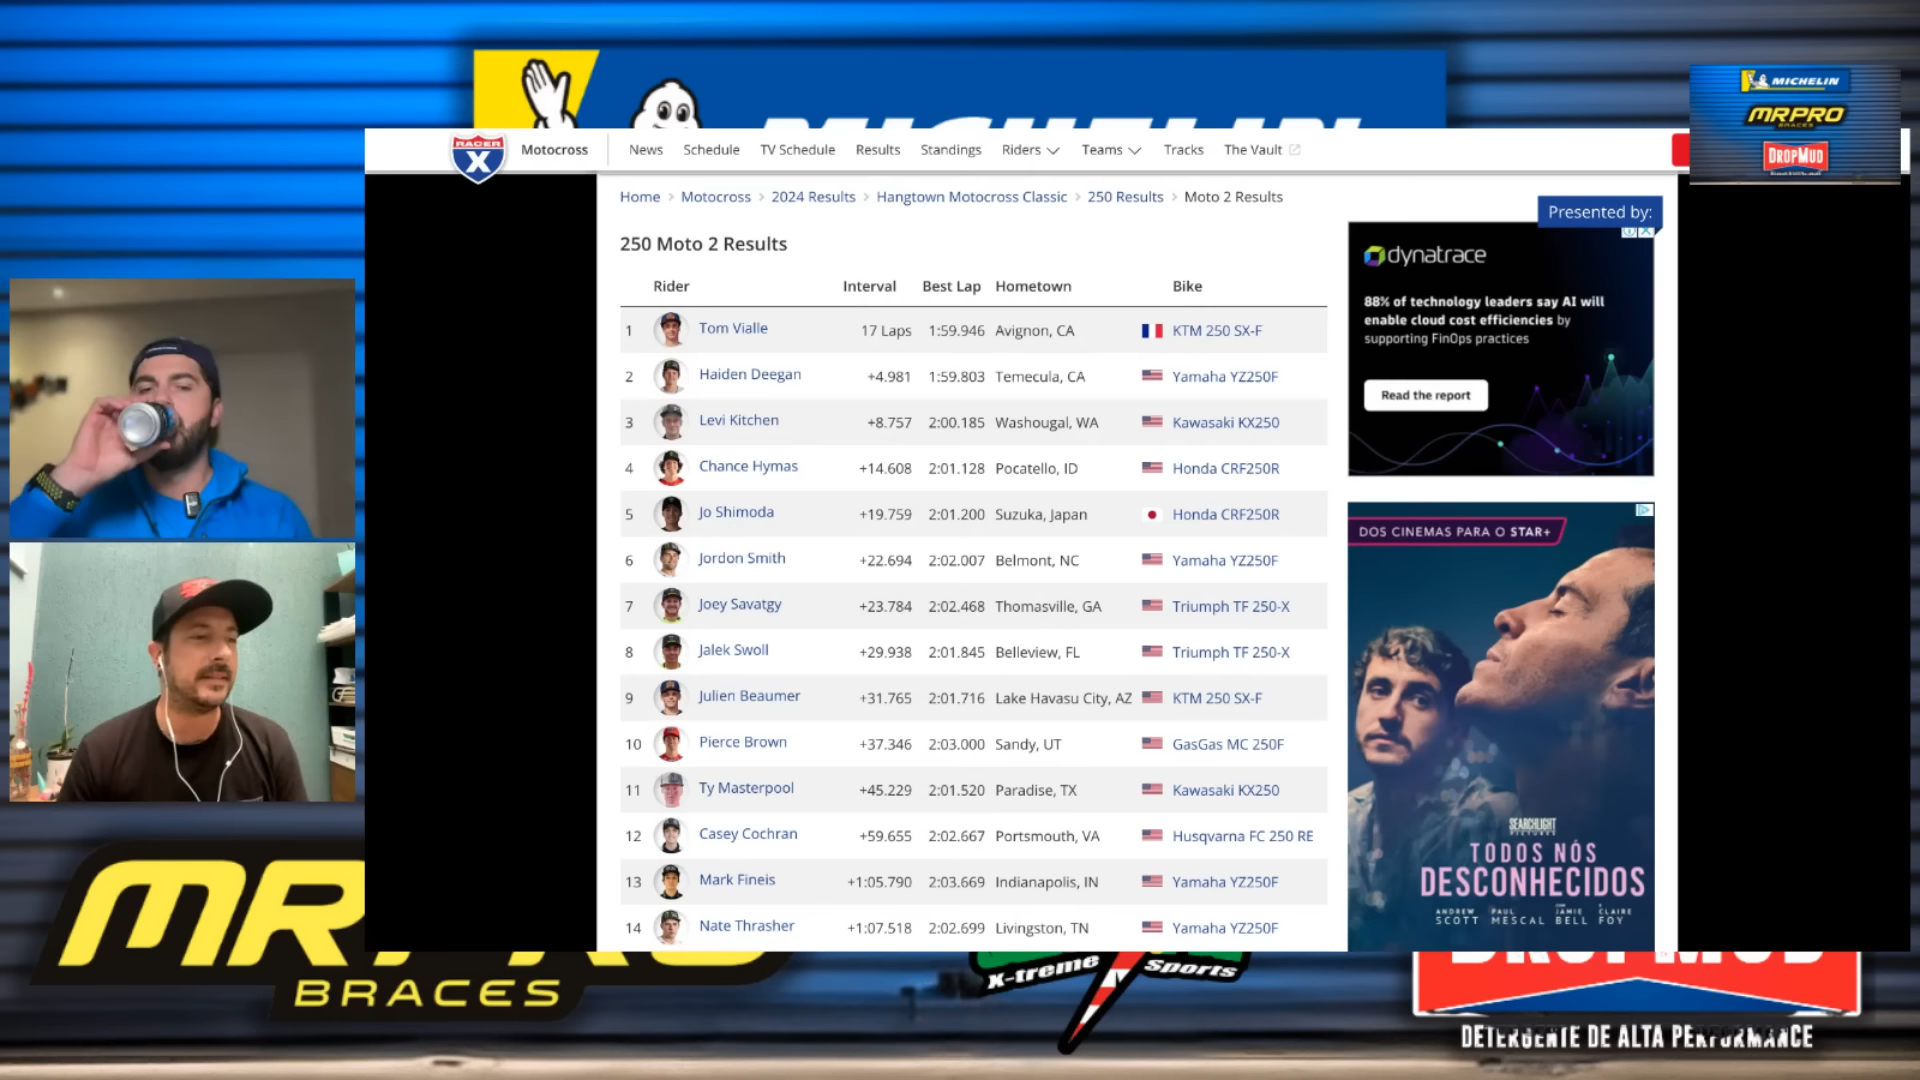 MICHELIN
MICHELIN
MRPRO
BRACES
DROPMUD
RACER
X
Motocross
News
Schedule
TV Schedule
Results
Standings
Riders
Teams
Tracks
The Vault
Home > Motocross > 2024 Results > Hangtown Motocross Classic > 250 Results > Moto 2 Results
Presented by:
250 Moto 2 Results
Rider Interval Best Lap Hometown Bike
1 Tom Vialle 17 Laps 1:59.946 Avignon, CA KTM 250 SX-F
2 Haiden Deegan +4.981 1:59.803 Temecula, CA Yamaha YZ250F
3 Levi Kitchen +8.757 2:00.185 Washougal, WA Kawasaki KX250
4 Chance Hymas +14.608 2:01.128 Pocatello, ID Honda CRF250R
5 Jo Shimoda +19.759 2:01.200 Suzuka, Japan Honda CRF250R
6 Jordon Smith +22.694 2:02.007 Belmont, NC Yamaha YZ250F
7 Joey Savatgy +23.784 2:02.468 Thomasville, GA Triumph TF 250-X
8 Jalek Swoll +29.938 2:01.845 Belleview, FL Triumph TF 250-X
9 Julien Beaumer +31.765 2:01.716 Lake Havasu City, AZ KTM 250 SX-F
10 Pierce Brown +37.346 2:03.000 Sandy, UT GasGas MC 250F
11 Ty Masterpool +45.229 2:01.520 Paradise, TX Kawasaki KX250
12 Casey Cochran +59.655 2:02.667 Portsmouth, VA Husqvarna FC 250 RE
13 Mark Fineis +1:05.790 2:03.669 Indianapolis, IN Yamaha YZ250F
14 Nate Thrasher +1:07.518 2:02.699 Livingston, TN Yamaha YZ250F
dynatrace
88% of technology leaders say AI will
enable cloud cost efficiencies by
supporting FinOps practices
Read the report
DOS CINEMAS PARA O STAR+
SEARCHLIGHT
PICTURES
TODOS NÓS
DESCONHECIDOS
ANDREW SCOTT PAUL MESCAL COM JAMIE BELL E CLAIRE FOY
MRPRO
BRACES
X-treme Sports
DROPMUD
DETERGENTE DE ALTA PERFORMANCE